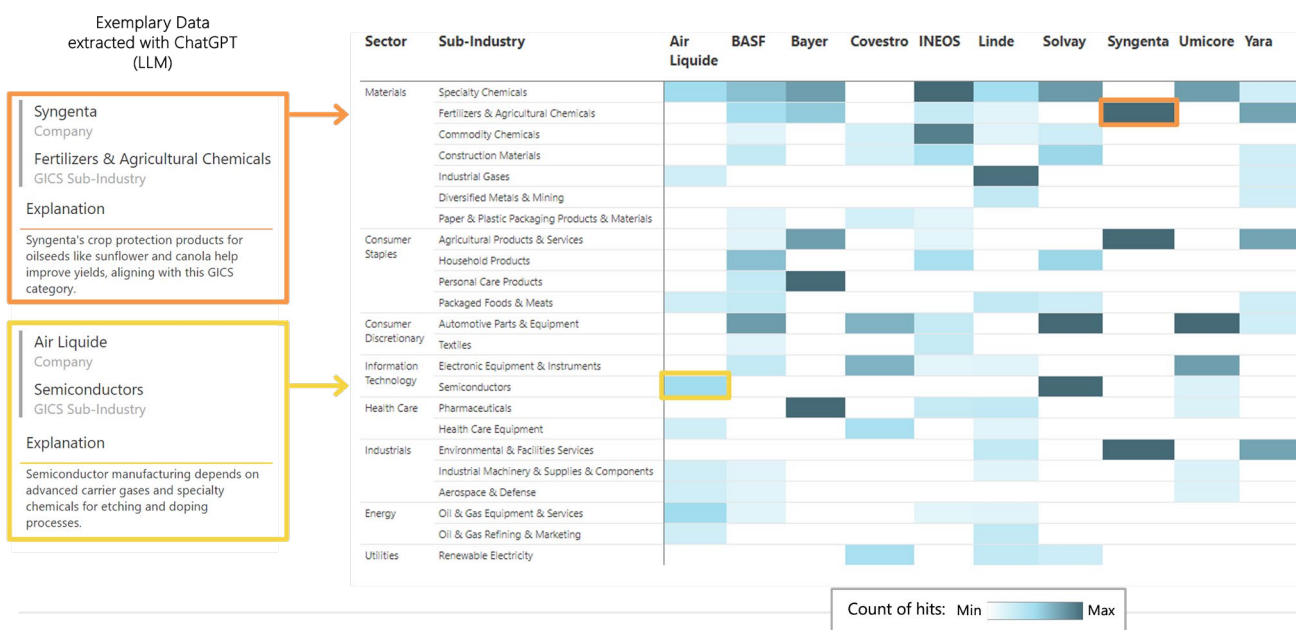 Exemplary Data
extracted with ChatGPT
(LLM)
Syngenta
Company
Fertilizers & Agricultural Chemicals
GICS Sub-Industry
Explanation
Syngenta's crop protection products for
oilseeds like sunflower and canola help
improve yields, aligning with this GICS
category.
Air Liquide
Company
Semiconductors
GICS Sub-Industry
Explanation
Semiconductor manufacturing depends on
advanced carrier gases and specialty
chemicals for etching and doping
processes.
Sector Sub-Industry Air Liquide BASF Bayer Covestro INEOS Linde Solvay Syngenta Umicore Yara
Materials Specialty Chemicals
Fertilizers & Agricultural Chemicals
Commodity Chemicals
Construction Materials
Industrial Gases
Diversified Metals & Mining
Paper & Plastic Packaging Products & Materials
Consumer Staples Agricultural Products & Services
Household Products
Personal Care Products
Packaged Foods & Meats
Consumer Discretionary Automotive Parts & Equipment
Textiles
Information Technology Electronic Equipment & Instruments
Semiconductors
Health Care Pharmaceuticals
Health Care Equipment
Industrials Environmental & Facilities Services
Industrial Machinery & Supplies & Components
Aerospace & Defense
Energy Oil & Gas Equipment & Services
Oil & Gas Refining & Marketing
Utilities Renewable Electricity
Count of hits: Min Max